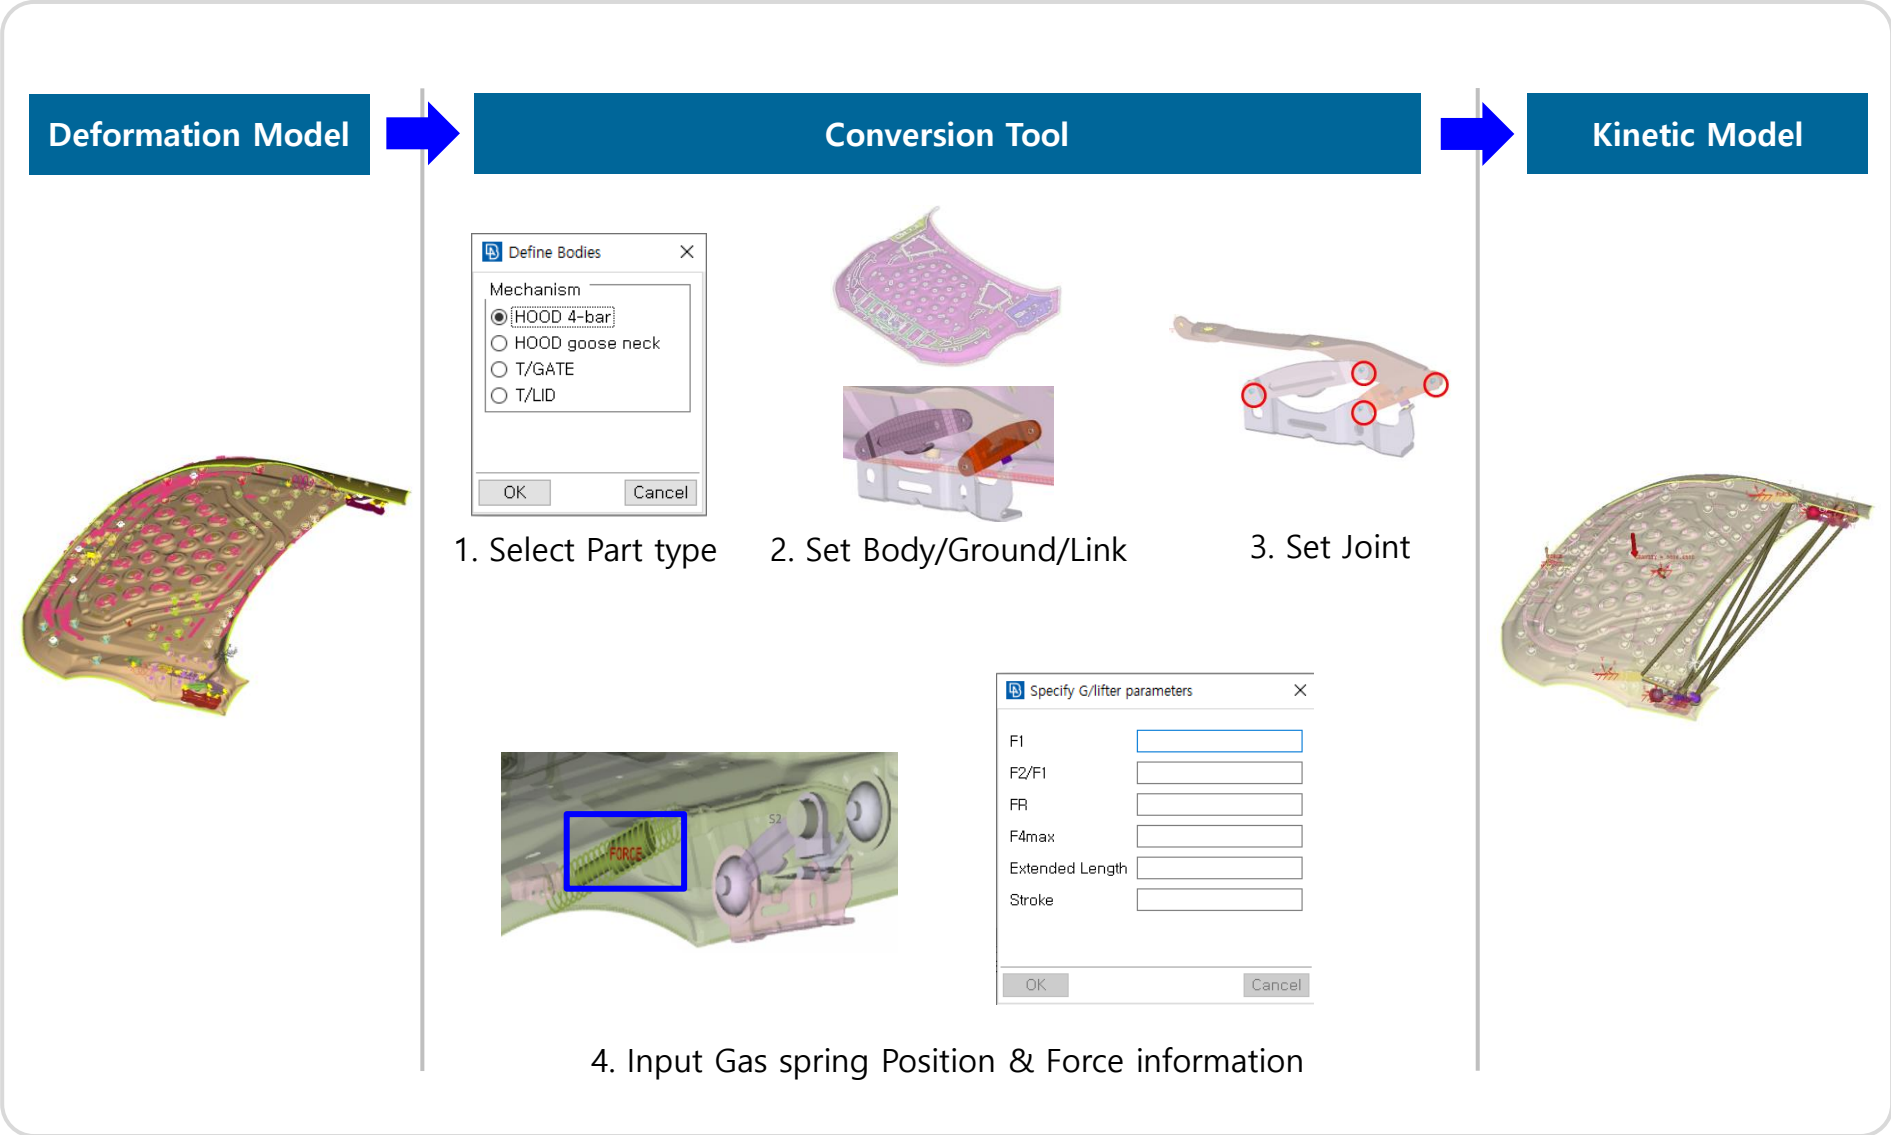 Deformation Model
Conversion Tool
Kinetic Model
Define Bodies
Mechanism
HOOD 4-bar
HOOD goose neck
T/GATE
T/LID
OK
Cancel
1. Select Part type
2. Set Body/Ground/Link
3. Set Joint
FORCE
S2
Specify G/lifter parameters
F1
F2/F1
FR
F4max
Extended Length
Stroke
OK
Cancel
4. Input Gas spring Position & Force information